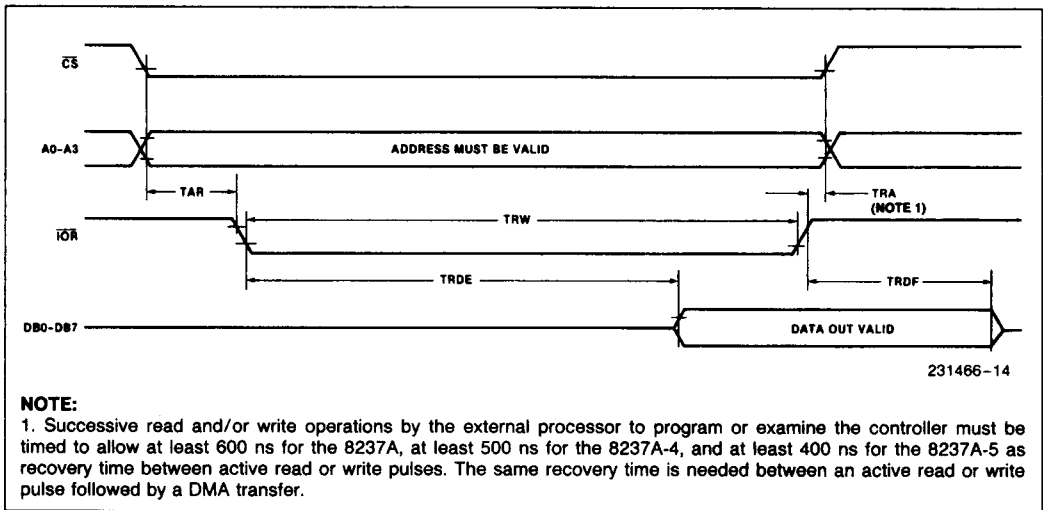 CS
A0-A3
ADDRESS MUST BE VALID
TAR
TRA
(NOTE 1)
TRW
IOR
TRDE
TRDF
DB0-DB7
DATA OUT VALID
231466-14
NOTE:
1. Successive read and/or write operations by the external processor to program or examine the controller must be
timed to allow at least 600 ns for the 8237A, at least 500 ns for the 8237A-4, and at least 400 ns for the 8237A-5 as
recovery time between active read or write pulses. The same recovery time is needed between an active read or write
pulse followed by a DMA transfer.